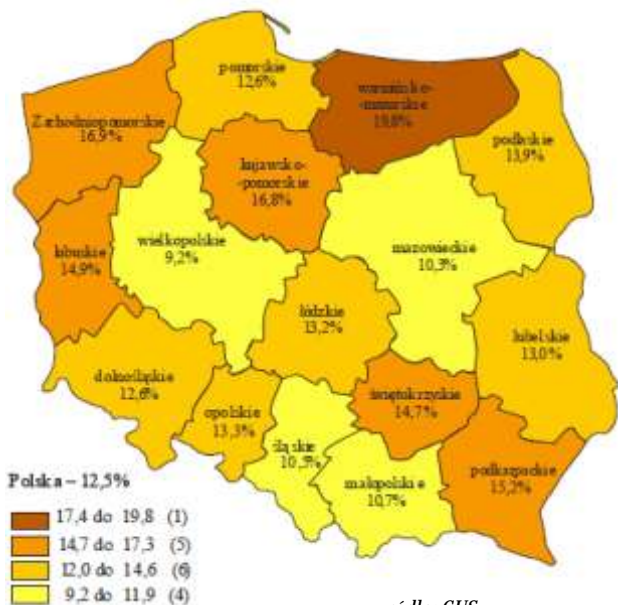 pomorskie
12,6%
warmińsko-
-mazurskie
19,8%
Zachodniopomorskie
16,9%
podlaskie
13,9%
kujawsko-
-pomorskie
16,8%
wielkopolskie
9,2%
mazowieckie
10,3%
lubuskie
14,9%
łódzkie
13,2%
lubelskie
13,0%
dolnośląskie
12,6%
opolskie
13,3%
świętokrzyskie
14,7%
śląskie
10,5%
małopolskie
10,7%
podkarpackie
15,2%
Polska – 12,5%
17,4 do 19,8 (1)
14,7 do 17,3 (5)
12,0 do 14,6 (6)
9,2 do 11,9 (4)
GUS